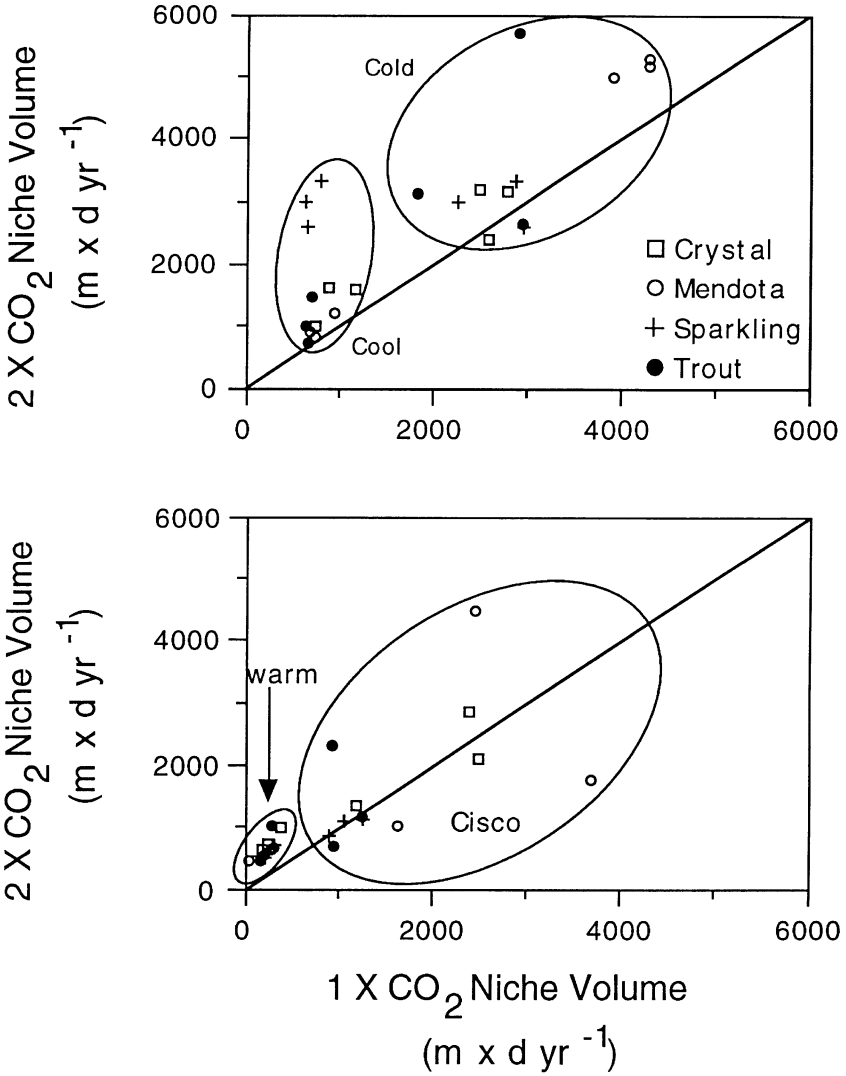 2 X CO2 Niche Volume
(m x d yr -1)
6000
4000
2000
0
Cold
Cool
Crystal
Mendota
Sparkling
Trout
0 2000 4000 6000
2 X CO2 Niche Volume
(m x d yr -1)
6000
4000
2000
0
warm
Cisco
0 2000 4000 6000
1 X CO2 Niche Volume
(m x d yr -1)